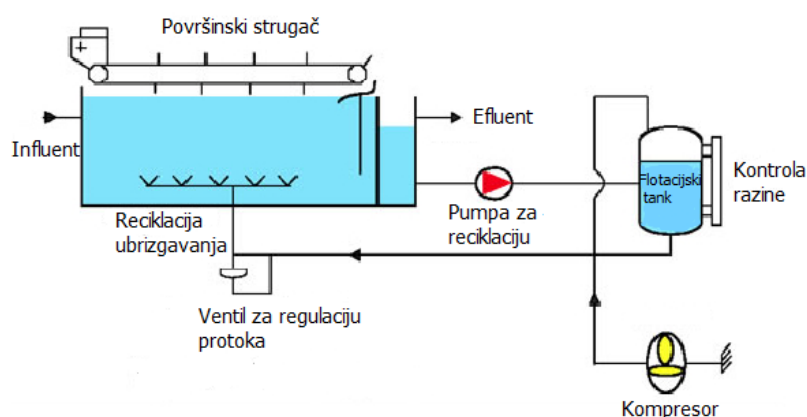 Površinski strugač
Influent
Efluent
Flotacijski
tank
Kontrola
razine
Pumpa za
reciklaciju
Reciklacija
ubrizgavanja
Ventil za regulaciju
protoka
Kompresor